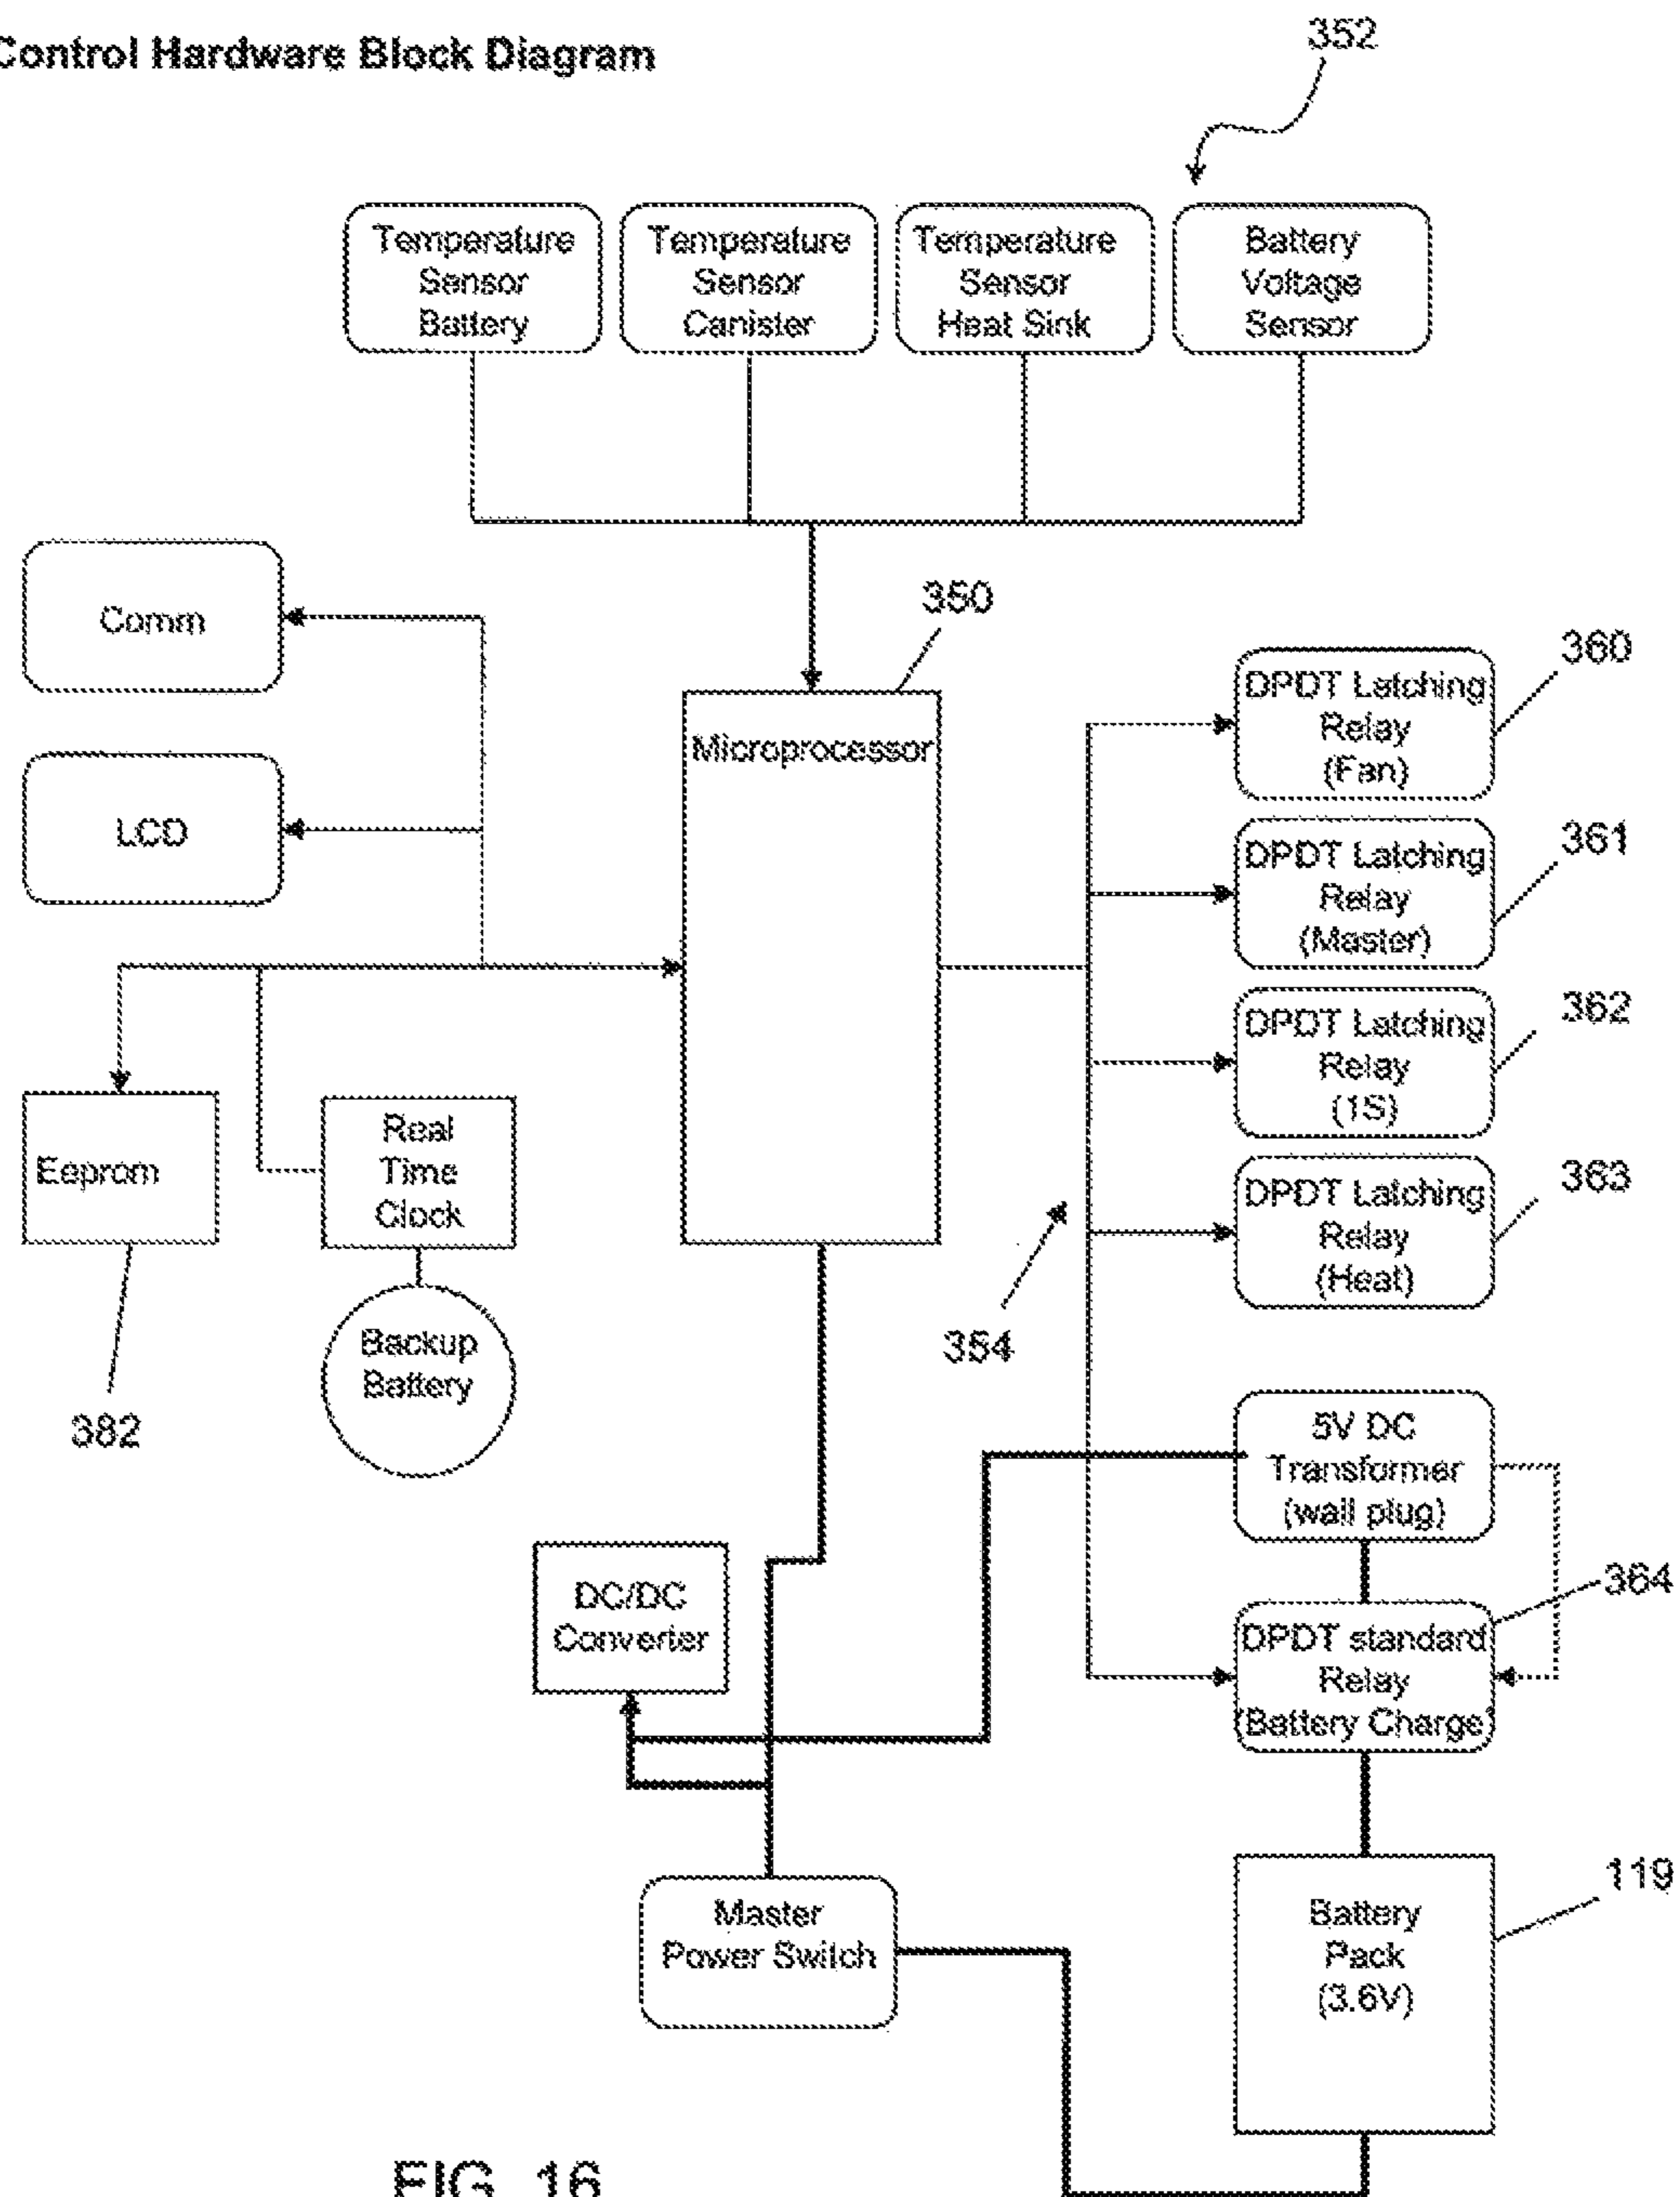 Control Hardware Block Diagram
352
Temperature
Sensor
Battery
Temperature
Sensor
Canister
Temperature
Sensor
Heat Sink
Battery
Voltage
Sensor
Comm
350
LCD
Microprocessor
DPDT Latching
Relay
(Fan)
360
DPDT Latching
Relay
(Master)
361
DPDT Latching
Relay
(1S)
362
DPDT Latching
Relay
(Heat)
363
Eeprom
382
Real
Time
Clock
Backup
Battery
354
5V DC
Transformer
(wall plug)
DC/DC
Converter
364
DPDT standard
Relay
'Battery Charge'
Master
Power Switch
Battery
Pack
(3.6V)
119
FIG. 16